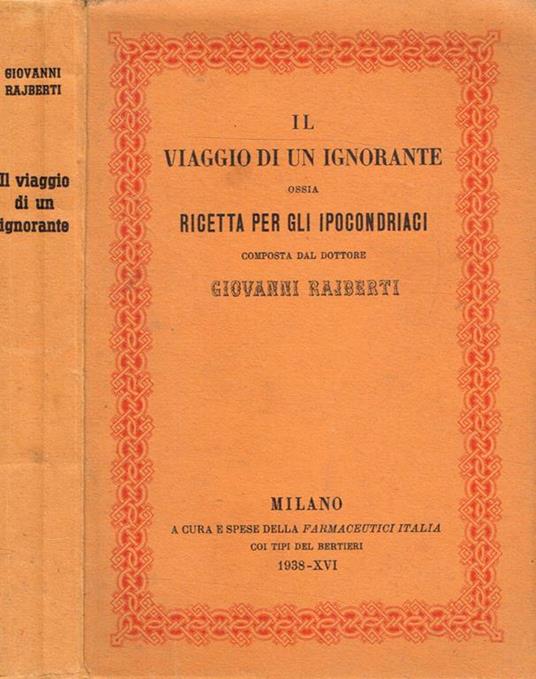 GIOVANNI
RAJBERTI
Il viaggio
di un
ignorante
IL
VIAGGIO DI UN IGNORANTE
OSSIA
RICETTA PER GLI IPOCONDRIACI
COMPOSTA DAL DOTTORE
GIOVANNI RAJBERTI
MILANO
A CURA E SPESE DELLA FARMACEUTICI ITALIA
COI TIPI DEL BERTIERI
1938-XVI